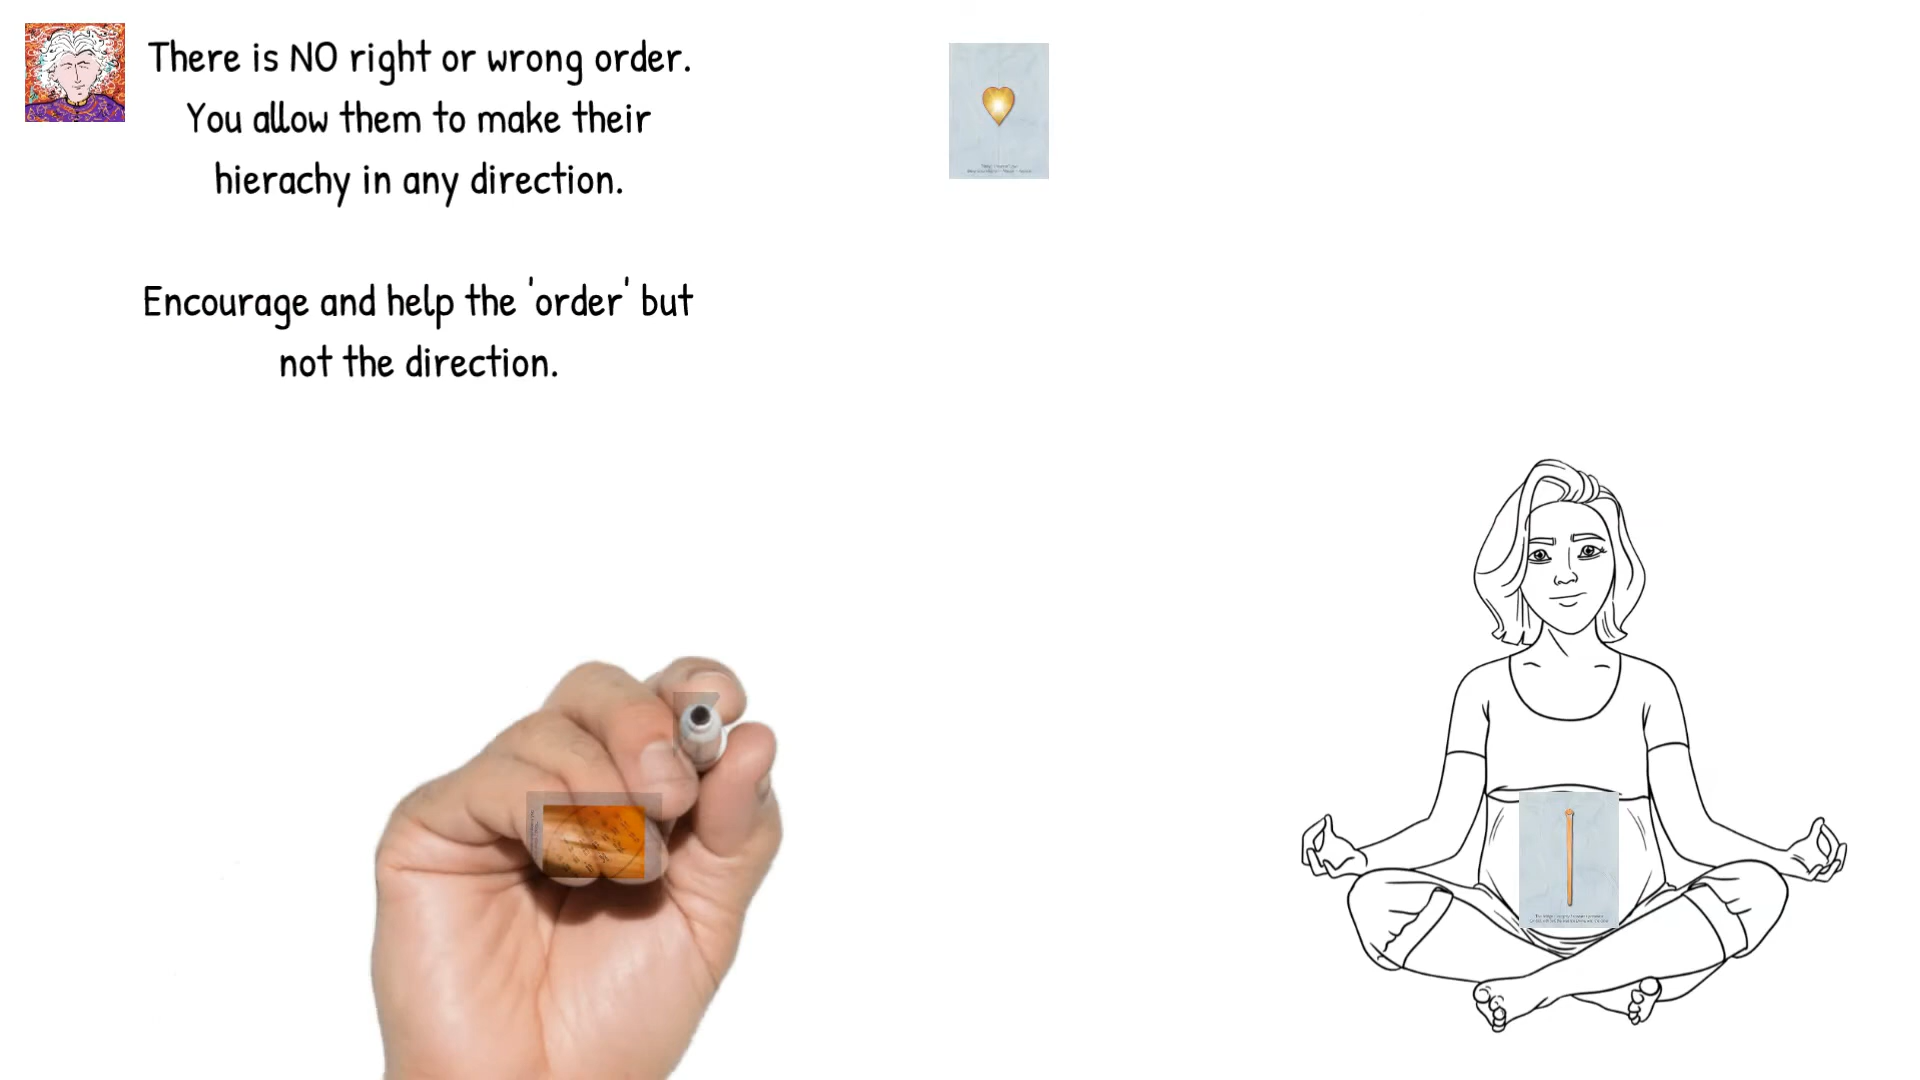 There is NO right or wrong order.
You allow them to make their
hierachy in any direction.
Encourage and help the 'order' but
not the direction.